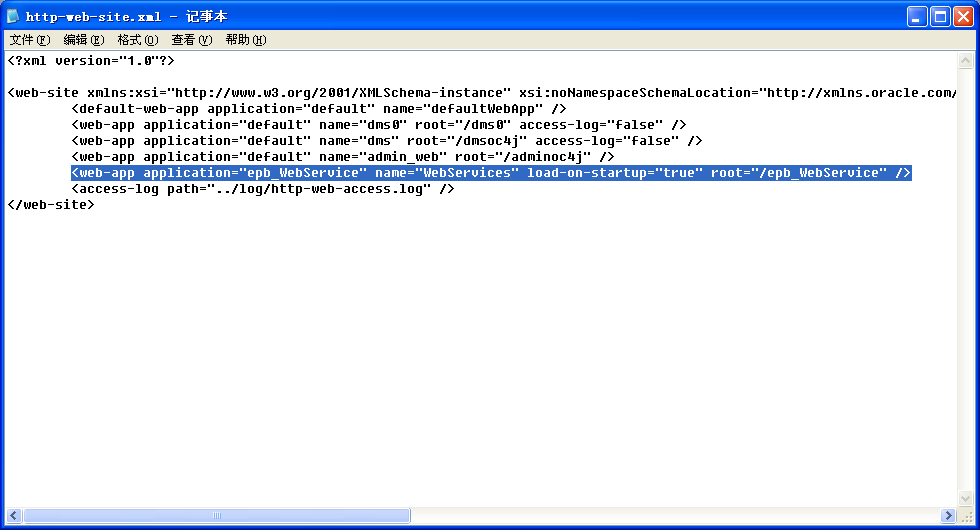 http-web-site.xml - 记事本
文件(F) 编辑(E) 格式(O) 查看(V) 帮助(H)
<?xml version="1.0"?>
<web-site xmlns:xsi="http://www.w3.org/2001/XMLSchema-instance" xsi:noNamespaceSchemaLocation="http://xmlns.oracle.com/
<default-web-app application="default" name="defaultWebApp" />
<web-app application="default" name="dms0" root="/dms0" access-log="false" />
<web-app application="default" name="dms" root="/dmsoc4j" access-log="false" />
<web-app application="default" name="admin_web" root="/adminoc4j" />
<web-app application="epb_WebService" name="WebServices" load-on-startup="true" root="/epb_WebService" />
<access-log path="../log/http-web-access.log" />
</web-site>